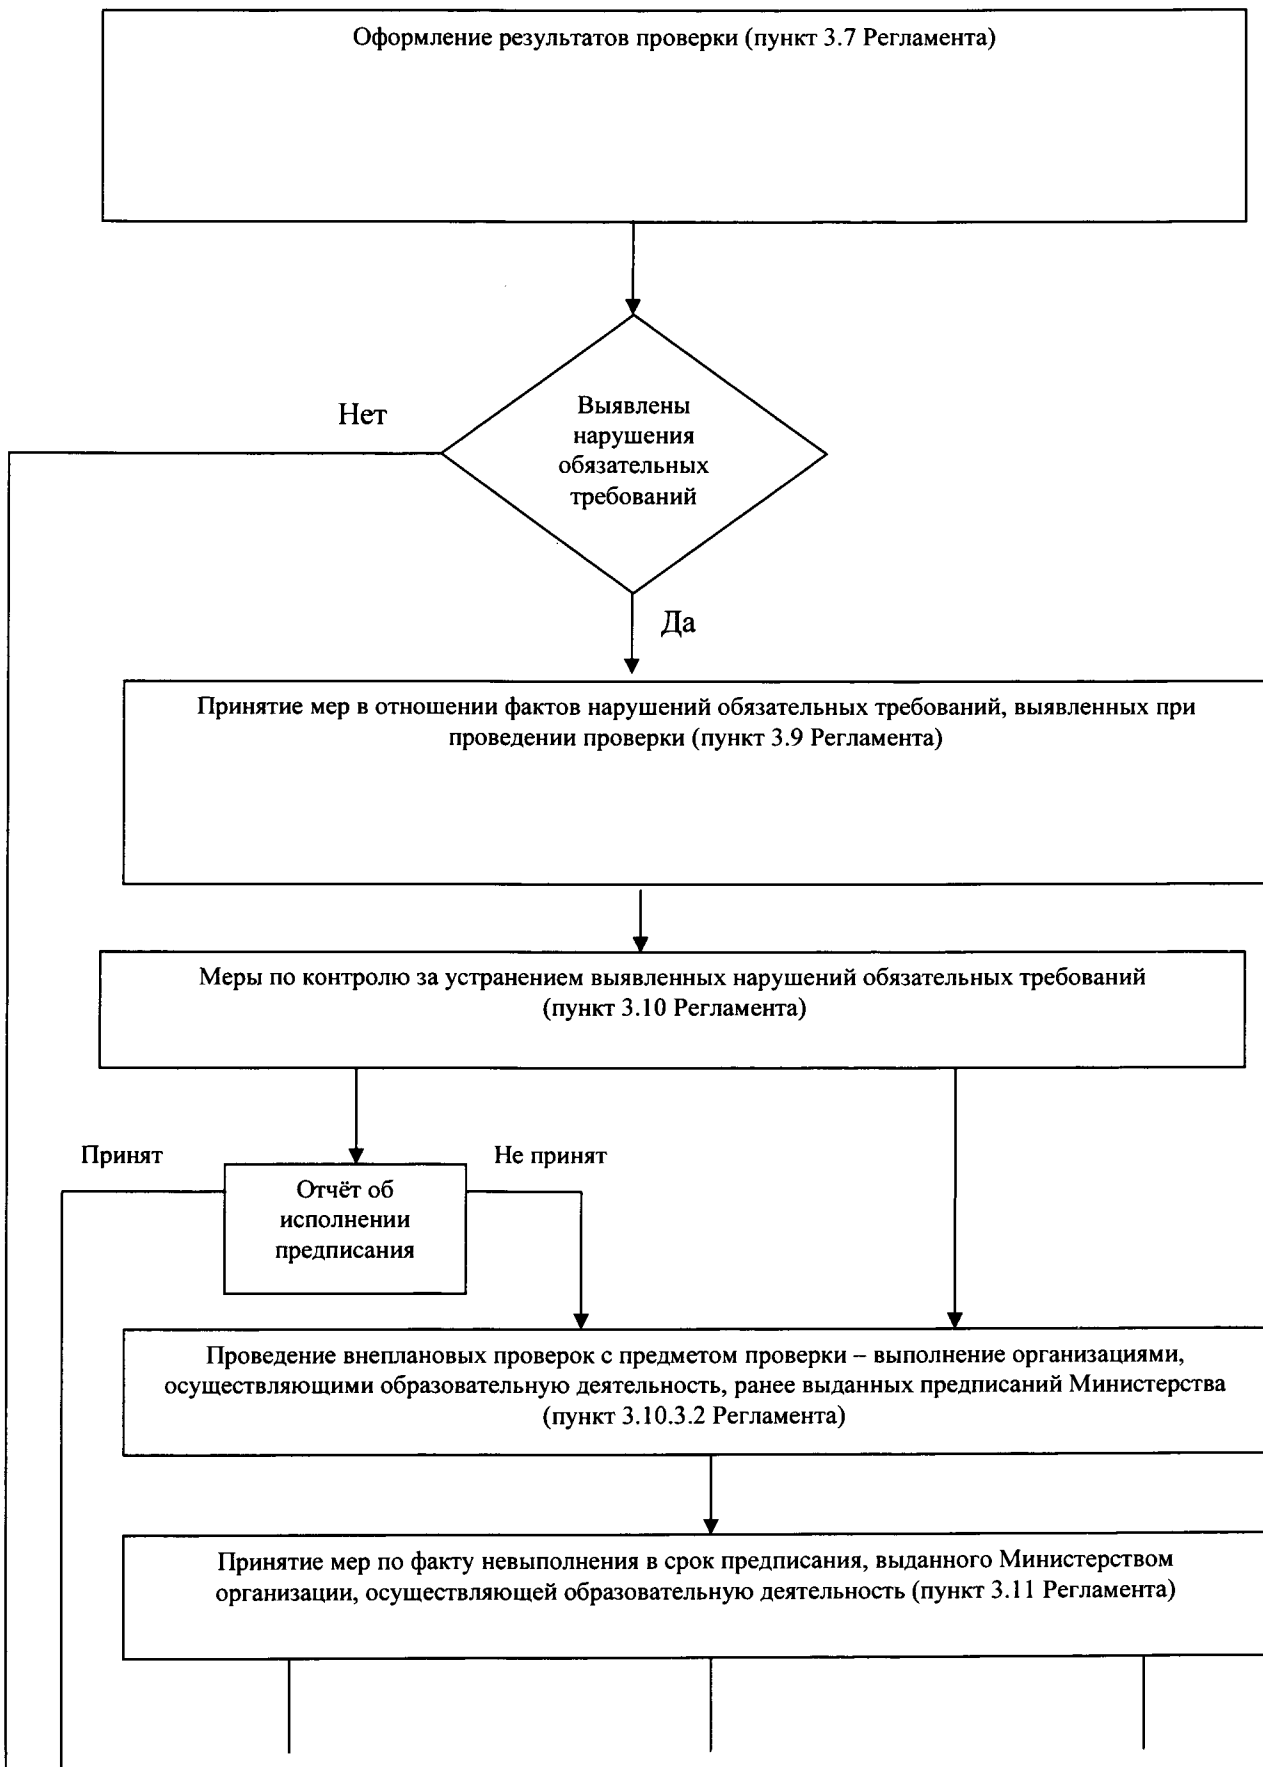 Оформление результатов проверки (пункт 3.7 Регламента)
Нет
Выявлены
нарушения
обязательных
требований
Да
Принятие мер в отношении фактов нарушений обязательных требований, выявленных при
проведении проверки (пункт 3.9 Регламента)
Меры по контролю за устранением выявленных нарушений обязательных требований
(пункт 3.10 Регламента)
Принят
Не принят
Отчёт об
исполнении
предписания
Проведение внеплановых проверок с предметом проверки – выполнение организациями,
осуществляющими образовательную деятельность, ранее выданных предписаний Министерства
(пункт 3.10.3.2 Регламента)
Принятие мер по факту невыполнения в срок предписания, выданного Министерством
организации, осуществляющей образовательную деятельность (пункт 3.11 Регламента)